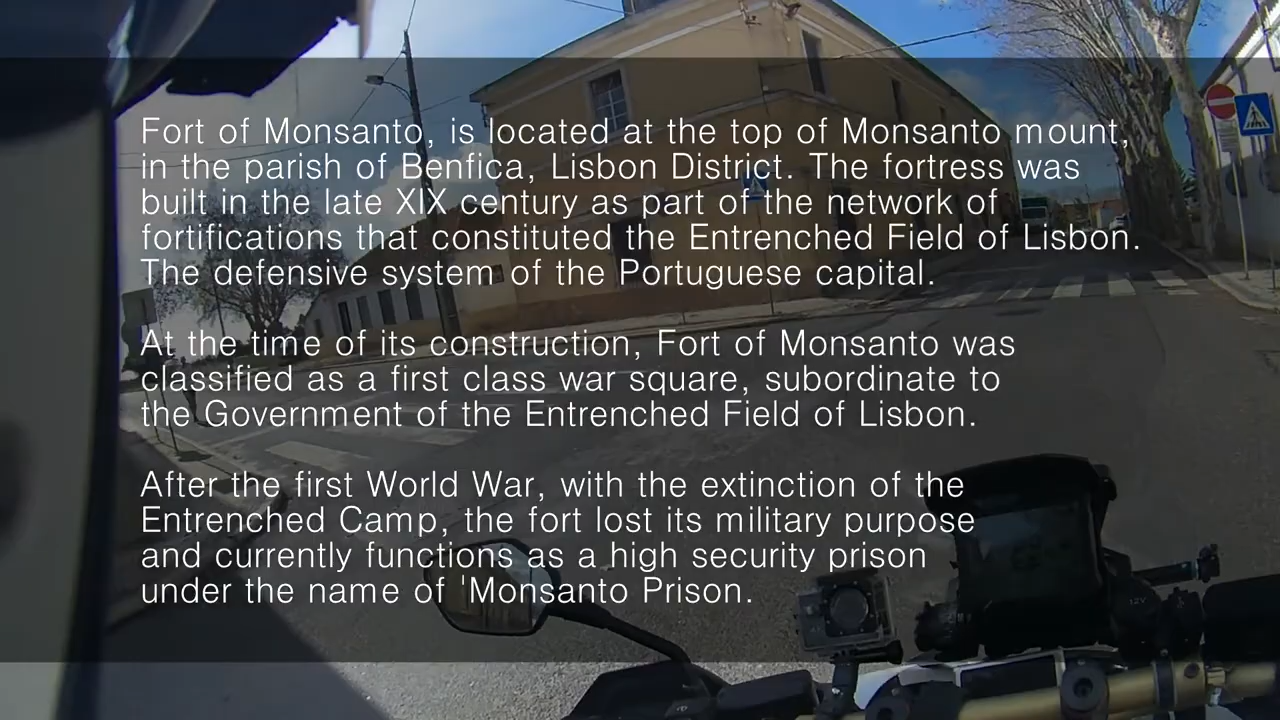 Fort of Monsanto, is located at the top of Monsanto mount,
in the parish of Benfica, Lisbon District. The fortress was
built in the late XIX century as part of the network of
fortifications that constituted the Entrenched Field of Lisbon.
The defensive system of the Portuguese capital.
At the time of its construction, Fort of Monsanto was
classified as a first class war square, subordinate to
the Government of the Entrenched Field of Lisbon.
After the first World War, with the extinction of the
Entrenched Camp, the fort lost its military purpose
and currently functions as a high security prison
under the name of 'Monsanto Prison.
12V